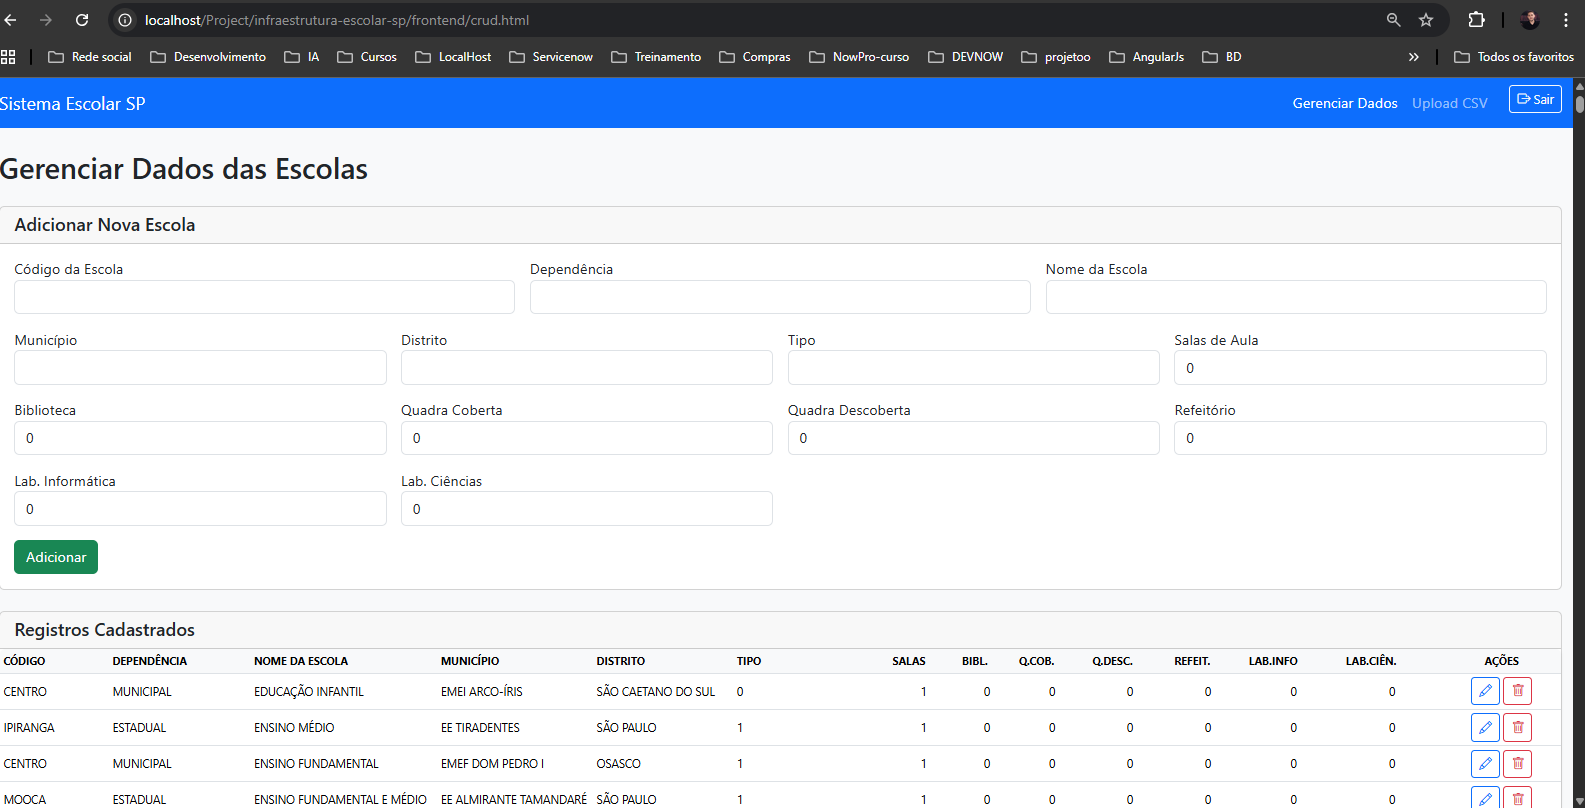 localhost/Project/infraestrutura-escolar-sp/frontend/crud.html
Rede social Desenvolvimento IA Cursos LocalHost Servicenow Treinamento Compras NowPro-curso DEVNOW projetoo AngularJs BD » Todos os favoritos
Sistema Escolar SP Gerenciar Dados Upload CSV Sair
Gerenciar Dados das Escolas
Adicionar Nova Escola
Código da Escola Dependência Nome da Escola
Município Distrito Tipo Salas de Aula
0
Biblioteca Quadra Coberta Quadra Descoberta Refeitório
0 0 0 0
Lab. Informática Lab. Ciências
0 0
Adicionar
Registros Cadastrados
CÓDIGO DEPENDÊNCIA NOME DA ESCOLA MUNICÍPIO DISTRITO TIPO SALAS BIBL. Q.COB. Q.DESC. REFEIT. LAB.INFO LAB.CIÊN. AÇÕES
CENTRO MUNICIPAL EDUCAÇÃO INFANTIL EMEI ARCO-ÍRIS SÃO CAETANO DO SUL 0 1 0 0 0 0 0 0
IPIRANGA ESTADUAL ENSINO MÉDIO EE TIRADENTES SÃO PAULO 1 1 0 0 0 0 0 0
CENTRO MUNICIPAL ENSINO FUNDAMENTAL EMEF DOM PEDRO I OSASCO 1 1 0 0 0 0 0 0
MOOCA ESTADUAL ENSINO FUNDAMENTAL E MÉDIO EE ALMIRANTE TAMANDARÉ SÃO PAULO 1 1 0 0 0 0 0 0